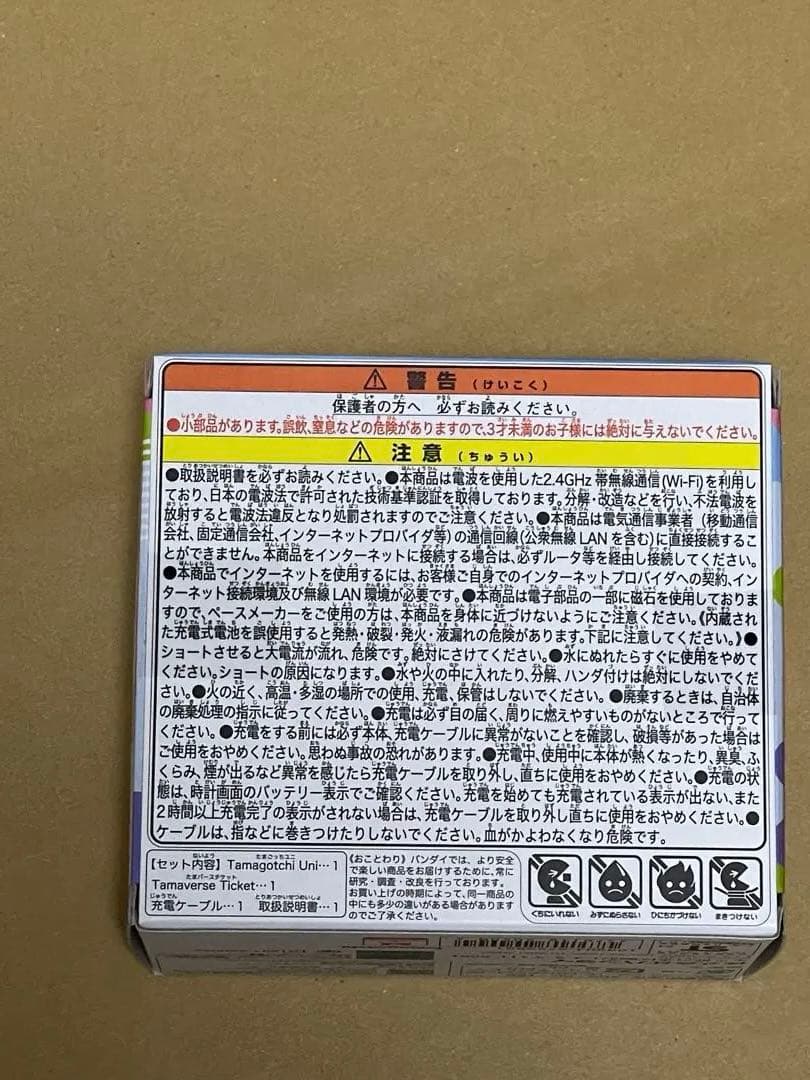 警告（けいこく）
保護者の方へ　必ずお読みください。
●小部品があります。誤飲、窒息などの危険がありますので、3才未満のお子様には絶対に与えないでください。
注意（ちゅうい）
●取扱説明書を必ずお読みください。●本商品は電波を使用した2.4GHz 帯無線通信(Wi-Fi)を利用し
ており、日本の電波法で許可された技術基準認証を取得しております。分解・改造などを行い、不法電波を
放射すると電波法違反となり処罰されますのでご注意ください。●本商品は電気通信事業者（移動通信
会社、固定通信会社、インターネットプロバイダ等）の通信回線(公衆無線 LAN を含む)に直接接続するこ
とができません。本商品をインターネットに接続する場合は、必ずルータ等を経由し接続してください。
●本商品でインターネットを使用するには、お客様ご自身でのインターネットプロバイダへの契約、イン
ターネット接続環境及び無線 LAN 環境が必要です。●本商品は電子部品の一部に磁石を使用しておりま
すので、ペースメーカーをご使用の方は、本商品を身体に近づけないようにご注意ください。《内蔵され
た充電式電池を誤使用すると発熱・破裂・発火・液漏れの危険があります。下記に注意してください。》●
ショートさせると大電流が流れ、危険です。絶対にさけてください。●水にぬれたらすぐに使用をやめて
ください。ショートの原因になります。●水や火の中に入れたり、分解、ハンダ付けは絶対にしないでくだ
さい。●火の近く、高温・多湿の場所での使用、充電、保管はしないでください。●廃棄するときは、自治体
の廃棄処理の指示に従ってください。●充電は必ず目の届く、周りに燃えやすいものがないところで行って
ください。●充電をする前には必ず本体、充電ケーブルに異常がないことを確認し、破損等があった場合は
ご使用をおやめください。思わぬ事故の恐れがあります。●充電中、使用中に本体が熱くなったり、異臭、ふ
くらみ、煙が出るなど異常を感じたら充電ケーブルを取り外し、直ちに使用をおやめください。●充電の状
態は、時計画面のバッテリー表示でご確認ください。充電を始めても充電されている表示が出ない、また
2時間以上充電完了の表示がされない場合は、充電ケーブルを取り外し直ちに使用をおやめください。●
ケーブルは、指などに巻きつけたりしないでください。血がかよわなくなり危険です。
【セット内容】Tamagotchi Uni…1
Tamaverse Ticket…1
充電ケーブル…1　取扱説明書…1
《おことわり》バンダイでは、より安全
で楽しい商品をお届けするために、常に
研究・調査・改良を行っております。
お買い上げの時期によって、同一商品の
中にも多少の違いがある場合があります
のでご了承ください。
くちにいれない
みずにぬらさない
ひにちかづけない
まきつけない